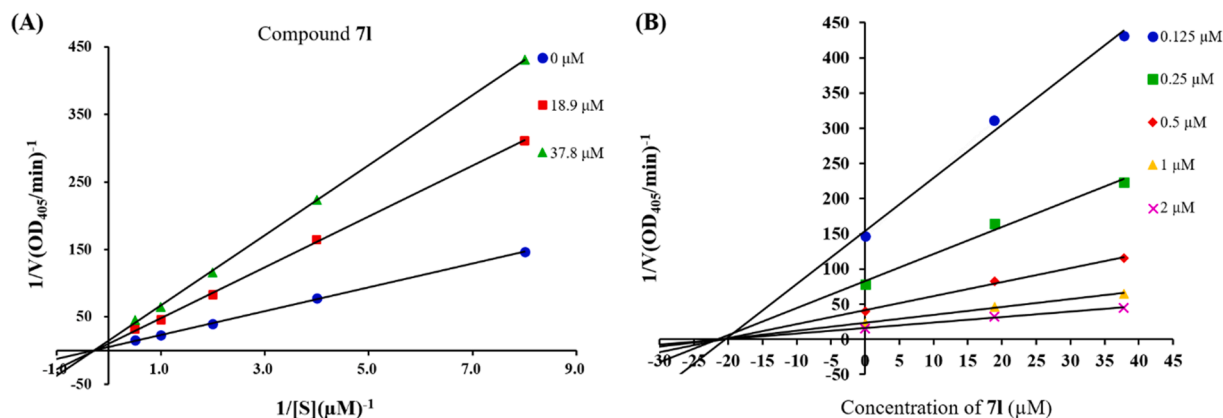 (A)
Compound 7l
450
350
250
150
50
-50
-1.0
1.0
3.0
5.0
7.0
9.0
1/V(OD405/min)-1
1/[S](μM)-1
0 μM
18.9 μM
37.8 μM
(B)
450
400
350
300
250
200
150
100
50
0
-50
-30 -25 -20 -15 -10 -5 0 5 10 15 20 25 30 35 40 45
1/V(OD405/min)-1
Concentration of 7l (μM)
0.125 μM
0.25 μM
0.5 μM
1 μM
2 μM